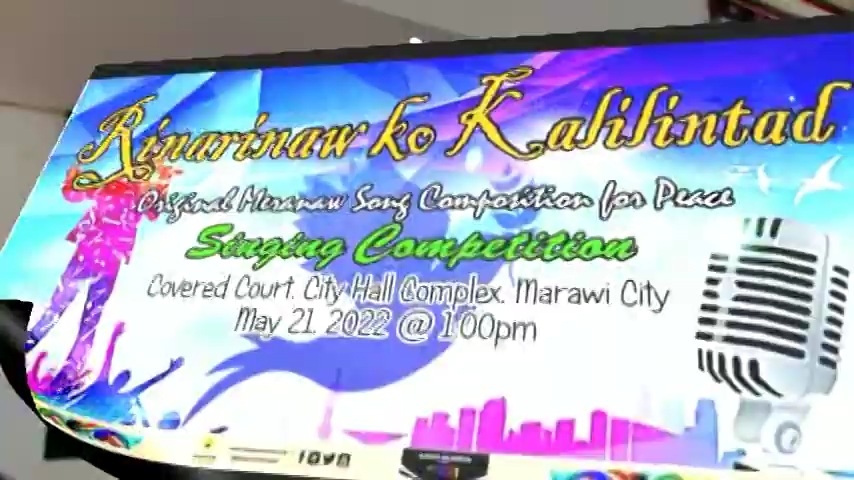 Rinarinaw ko Kalilintad
Original Meranaw Song Composition for Peace
Singing Competition
Covered Court, City Hall Complex, Marawi City
May 21, 2022 @ 1:00pm